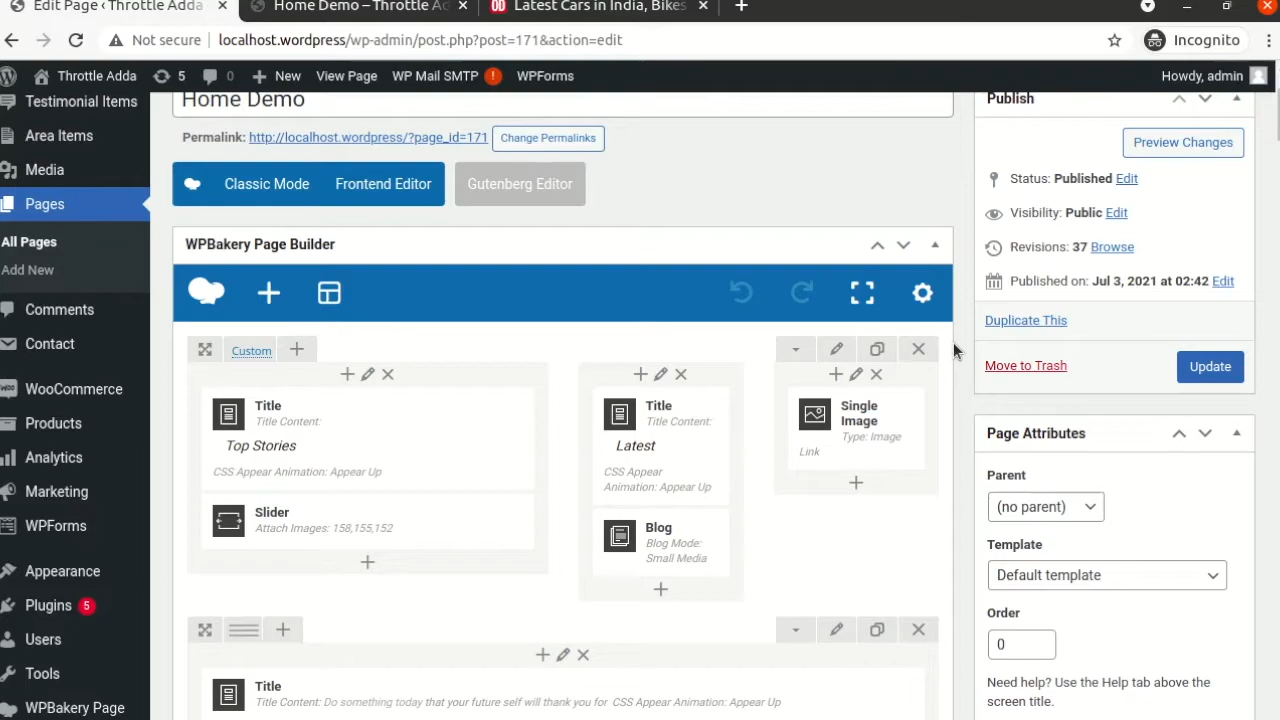 Edit Page ‹ Throttle Adda
Home Demo – Throttle Ad
Latest Cars in India, Bikes
Not secure
localhost.wordpress/wp-admin/post.php?post=171&action=edit
Incognito
Throttle Adda
5
0
New
View Page
WP Mail SMTP
!
WPForms
Howdy, admin
Testimonial Items
Area Items
Media
Pages
All Pages
Add New
Comments
Contact
WooCommerce
Products
Analytics
Marketing
WPForms
Appearance
Plugins 5
Users
Tools
WPBakery Page
Home Demo
Permalink: http://localhost.wordpress/?page_id=171
Change Permalinks
Classic Mode
Frontend Editor
Gutenberg Editor
WPBakery Page Builder
Custom
Title
Title Content:
Top Stories
CSS Appear Animation: Appear Up
Slider
Attach Images: 158,155,152
Title
Title Content:
Latest
CSS Appear
Animation: Appear Up
Blog
Blog Mode:
Small Media
Single
Image
Type: Image
Link
Title
Title Content: Do something today that your future self will thank you for CSS Appear Animation: Appear Up
Publish
Preview Changes
Status: Published Edit
Visibility: Public Edit
Revisions: 37 Browse
Published on: Jul 3, 2021 at 02:42 Edit
Duplicate This
Move to Trash
Update
Page Attributes
Parent
(no parent)
Template
Default template
Order
0
Need help? Use the Help tab above the
screen title.